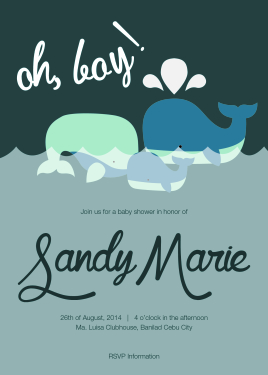 oh, boy!
Join us for a baby shower in honor of
Sandy Marie
26th of August, 2014 | 4 o'clock in the afternoon
Ma. Luisa Clubhouse, Banilad Cebu City
RSVP Information